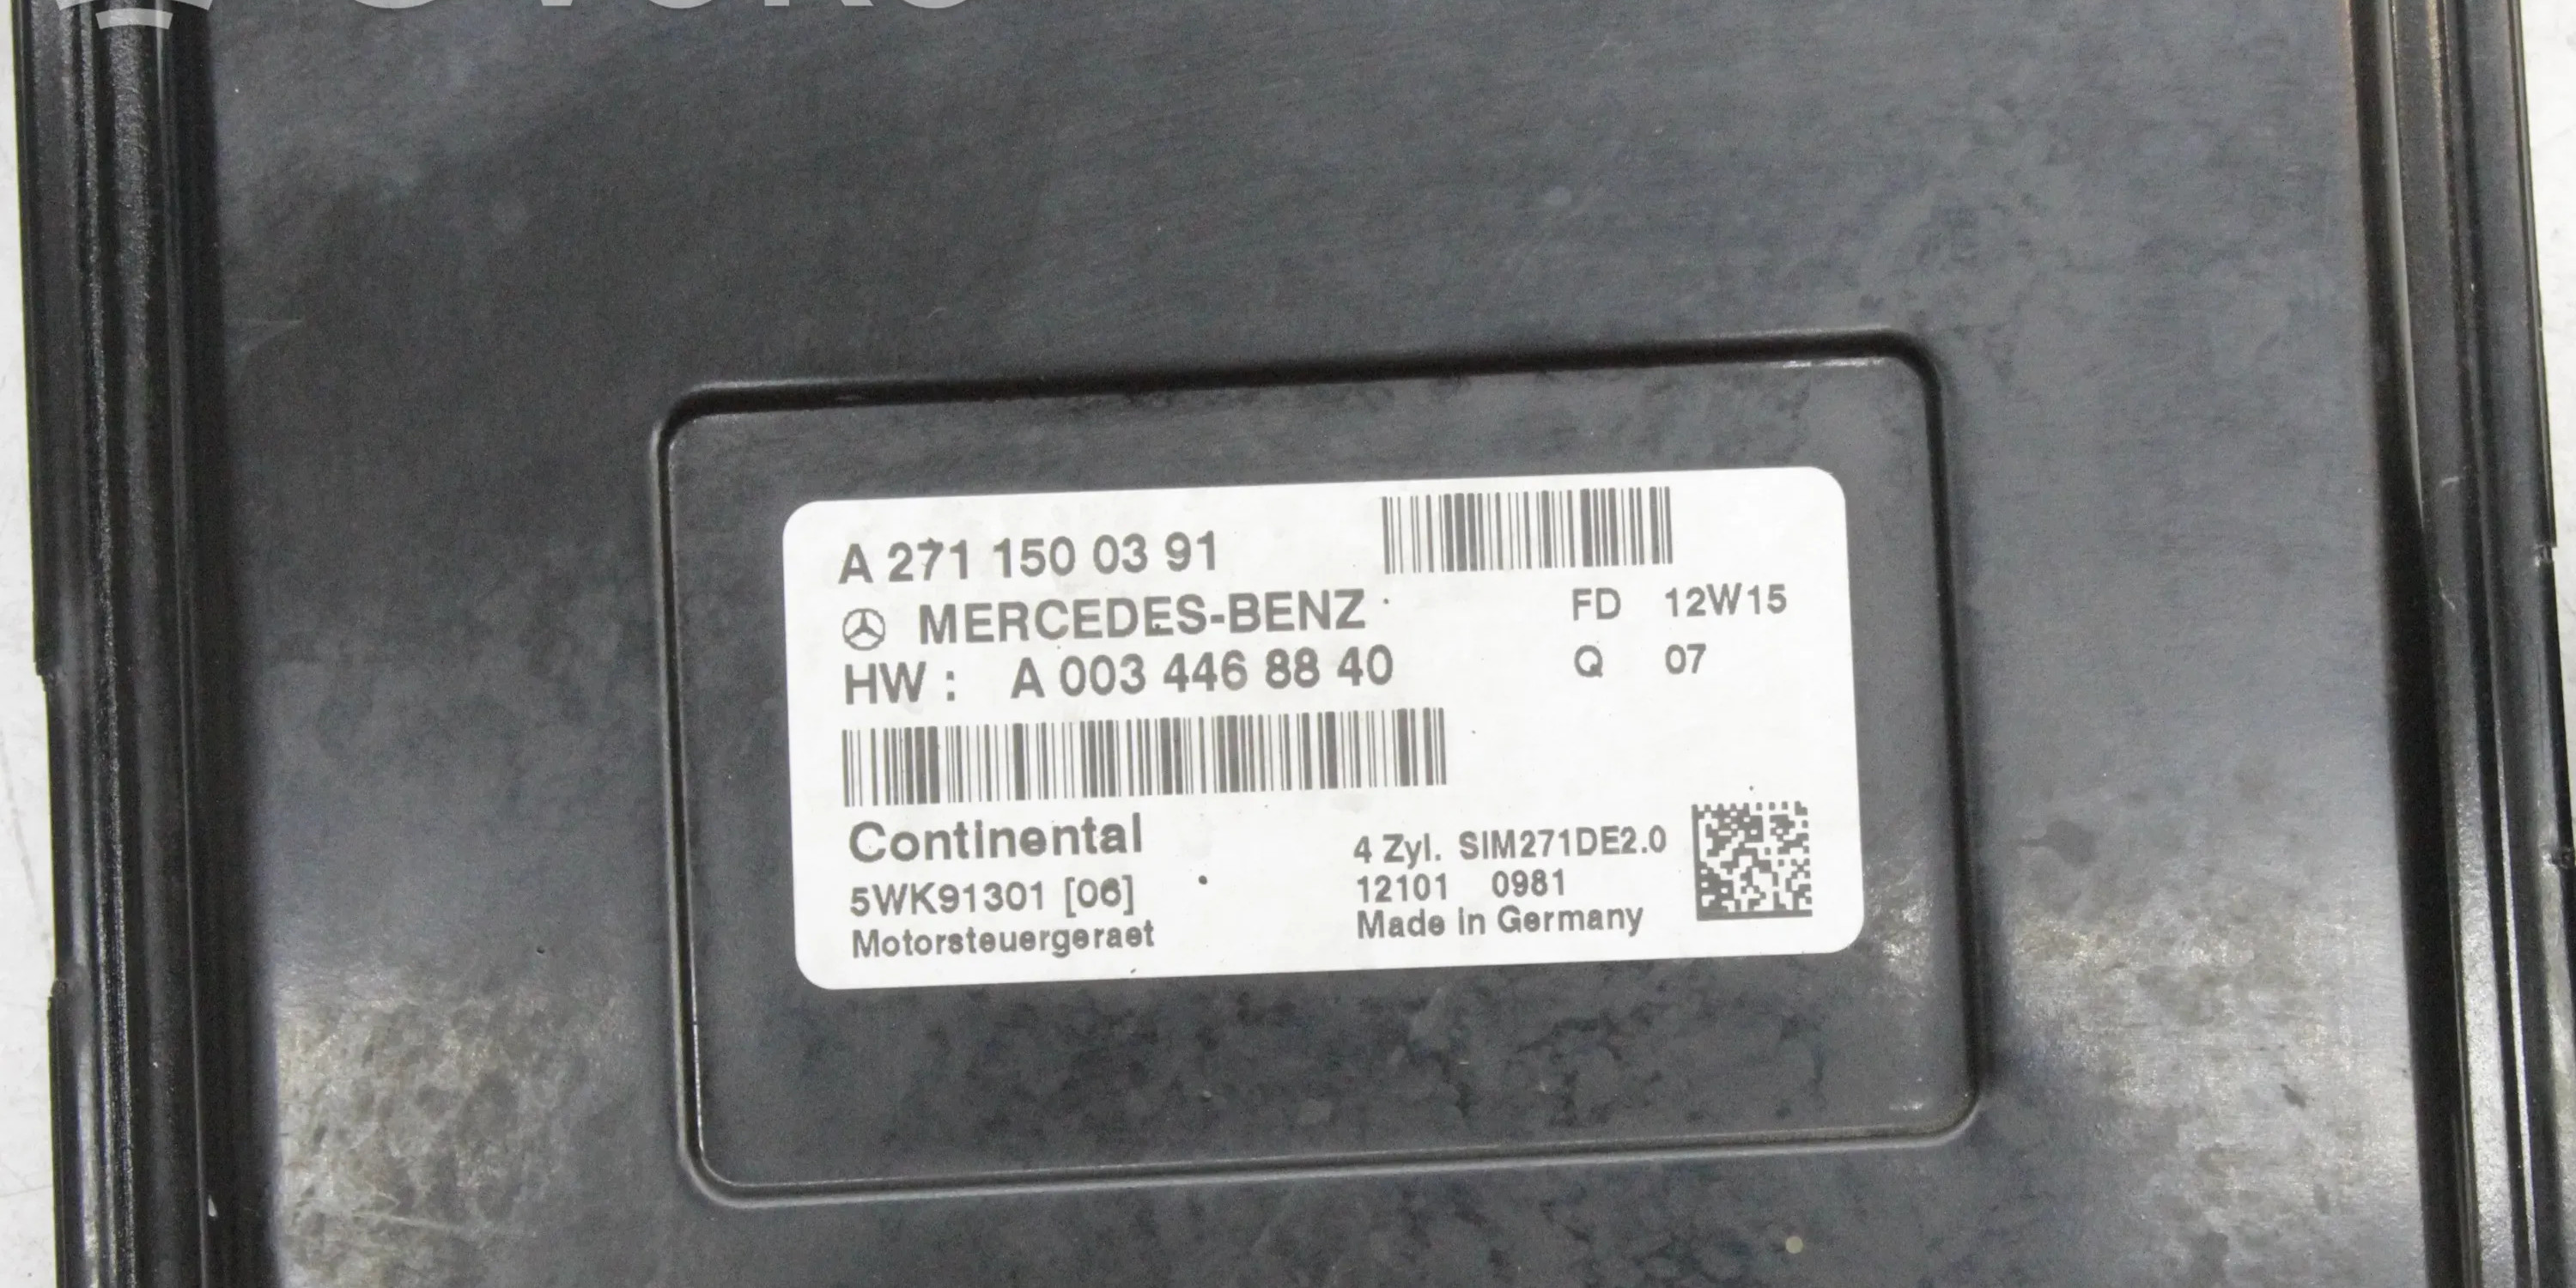 A 271 150 03 91
MERCEDES-BENZ
FD 12W15
HW : A 003 446 88 40
Q 07
Continental
4 Zyl. SIM271DE2.0
5WK91301 [06]
12101 0981
Motorsteuergeraet
Made in Germany